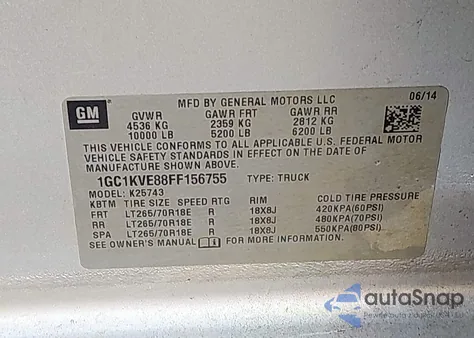 GM
MFD BY GENERAL MOTORS LLC
06/14
GVWR GAWR FRT GAWR RR
4536 KG 2359 KG 2812 KG
10000 LB 5200 LB 6200 LB
THIS VEHICLE CONFORMS TO ALL APPLICABLE U.S. FEDERAL MOTOR
VEHICLE SAFETY STANDARDS IN EFFECT ON THE DATE OF
MANUFACTURE SHOWN ABOVE.
1GC1KVE88FF156755 TYPE: TRUCK
MODEL: K25743
KBTM TIRE SIZE SPEED RTG RIM COLD TIRE PRESSURE
FRT LT265/70R18E R 18X8J 420KPA(60PSI)
RR LT265/70R18E R 18X8J 480KPA(70PSI)
SPA LT265/70R18E R 18X8J 550KPA(80PSI)
SEE OWNER'S MANUAL FOR MORE INFORMATION
autoSnap